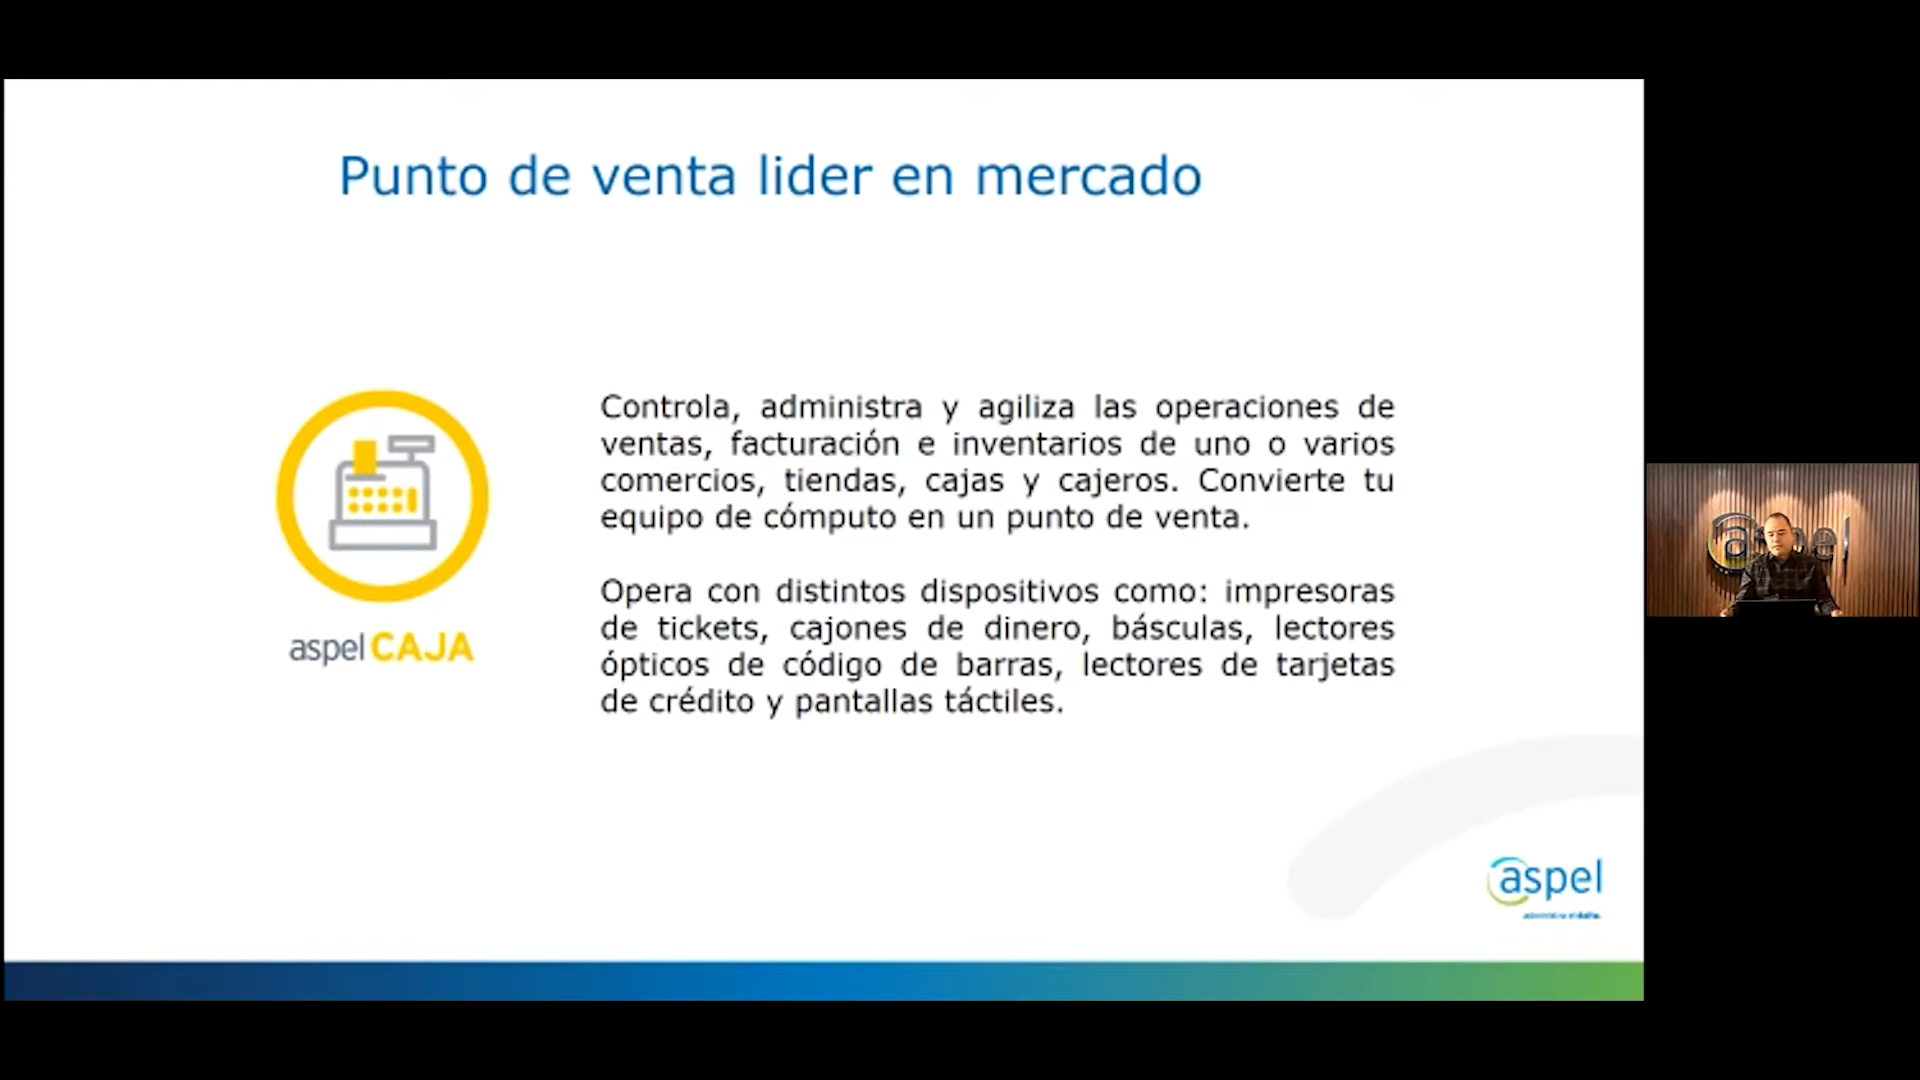 Punto de venta lider en mercado
Controla, administra y agiliza las operaciones de
ventas, facturación e inventarios de uno o varios
comercios, tiendas, cajas y cajeros. Convierte tu
equipo de cómputo en un punto de venta.
Opera con distintos dispositivos como: impresoras
de tickets, cajones de dinero, básculas, lectores
ópticos de código de barras, lectores de tarjetas
de crédito y pantallas táctiles.
aspel CAJA
aspel